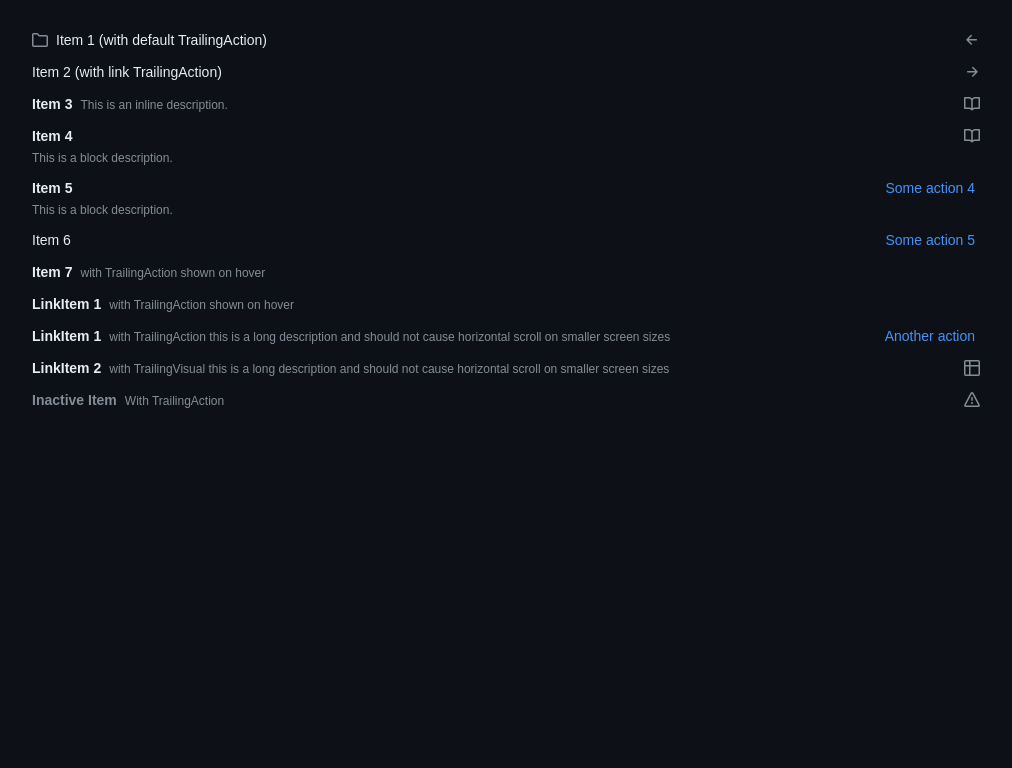 Item 1 (with default TrailingAction)
Item 2 (with link TrailingAction)
Item 3 This is an inline description.
Item 4
This is a block description.
Item 5 Some action 4
This is a block description.
Item 6 Some action 5
Item 7 with TrailingAction shown on hover
LinkItem 1 with TrailingAction shown on hover
LinkItem 1 with TrailingAction this is a long description and should not cause horizontal scroll on smaller screen sizes Another action
LinkItem 2 with TrailingVisual this is a long description and should not cause horizontal scroll on smaller screen sizes
Inactive Item With TrailingAction